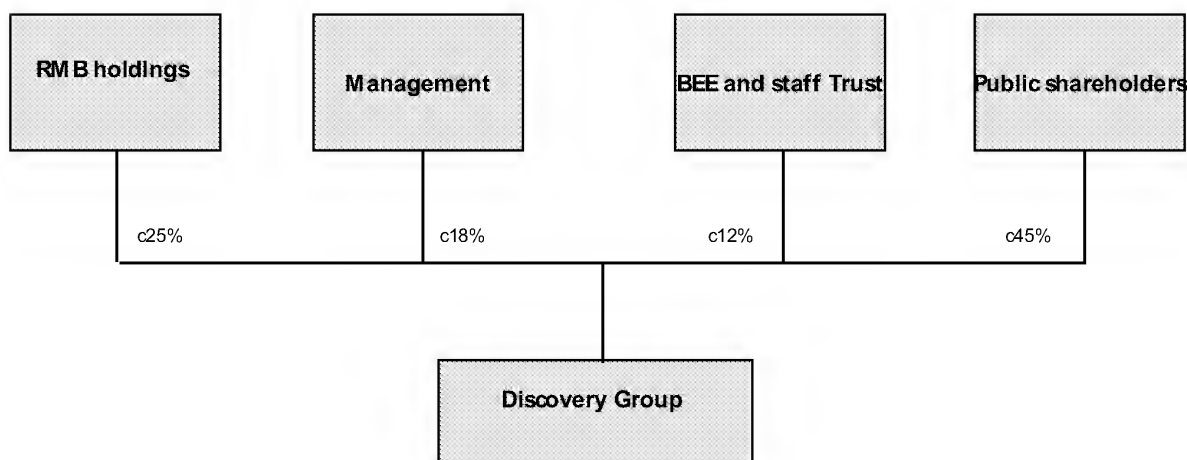 RMB holdings
Management
BEE and staff Trust
Public shareholders
c25%
c18%
c12%
c45%
Discovery Group